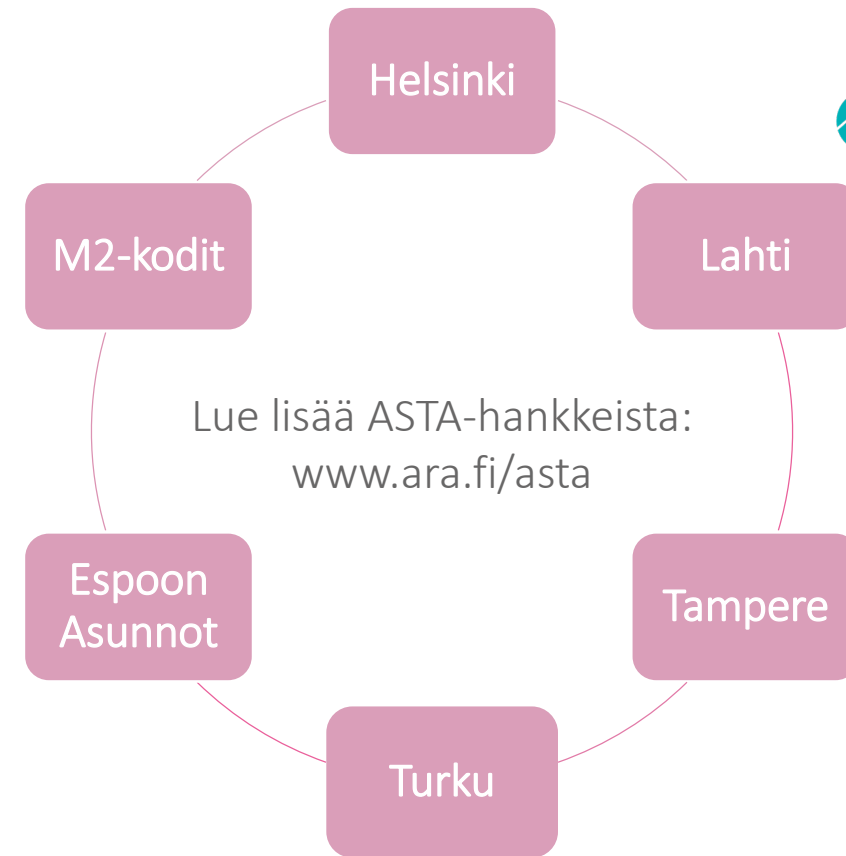 Helsinki
M2-kodit
Lahti
Lue lisää ASTA-hankkeista:
www.ara.fi/asta
Espoon
Asunnot
Tampere
Turku